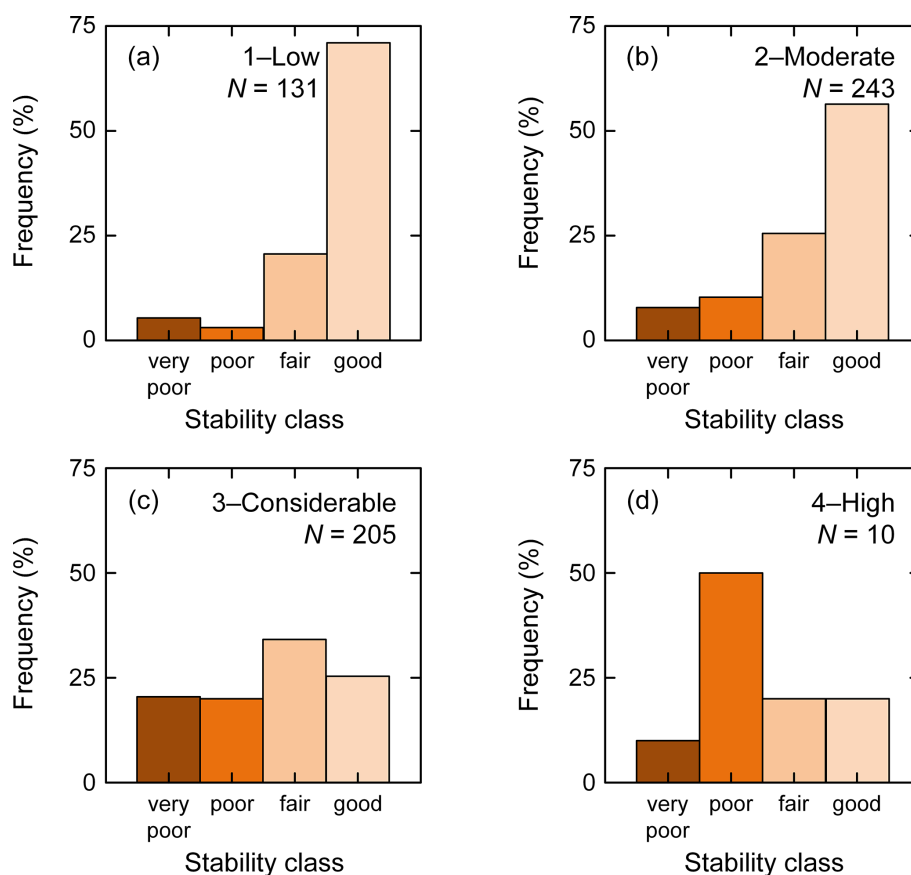 (a)
1–Low
N = 131
Frequency (%)
75
50
25
0
very poor
poor
fair
good
Stability class
(b)
2–Moderate
N = 243
Frequency (%)
75
50
25
0
very poor
poor
fair
good
Stability class
(c)
3–Considerable
N = 205
Frequency (%)
75
50
25
0
very poor
poor
fair
good
Stability class
(d)
4–High
N = 10
Frequency (%)
75
50
25
0
very poor
poor
fair
good
Stability class